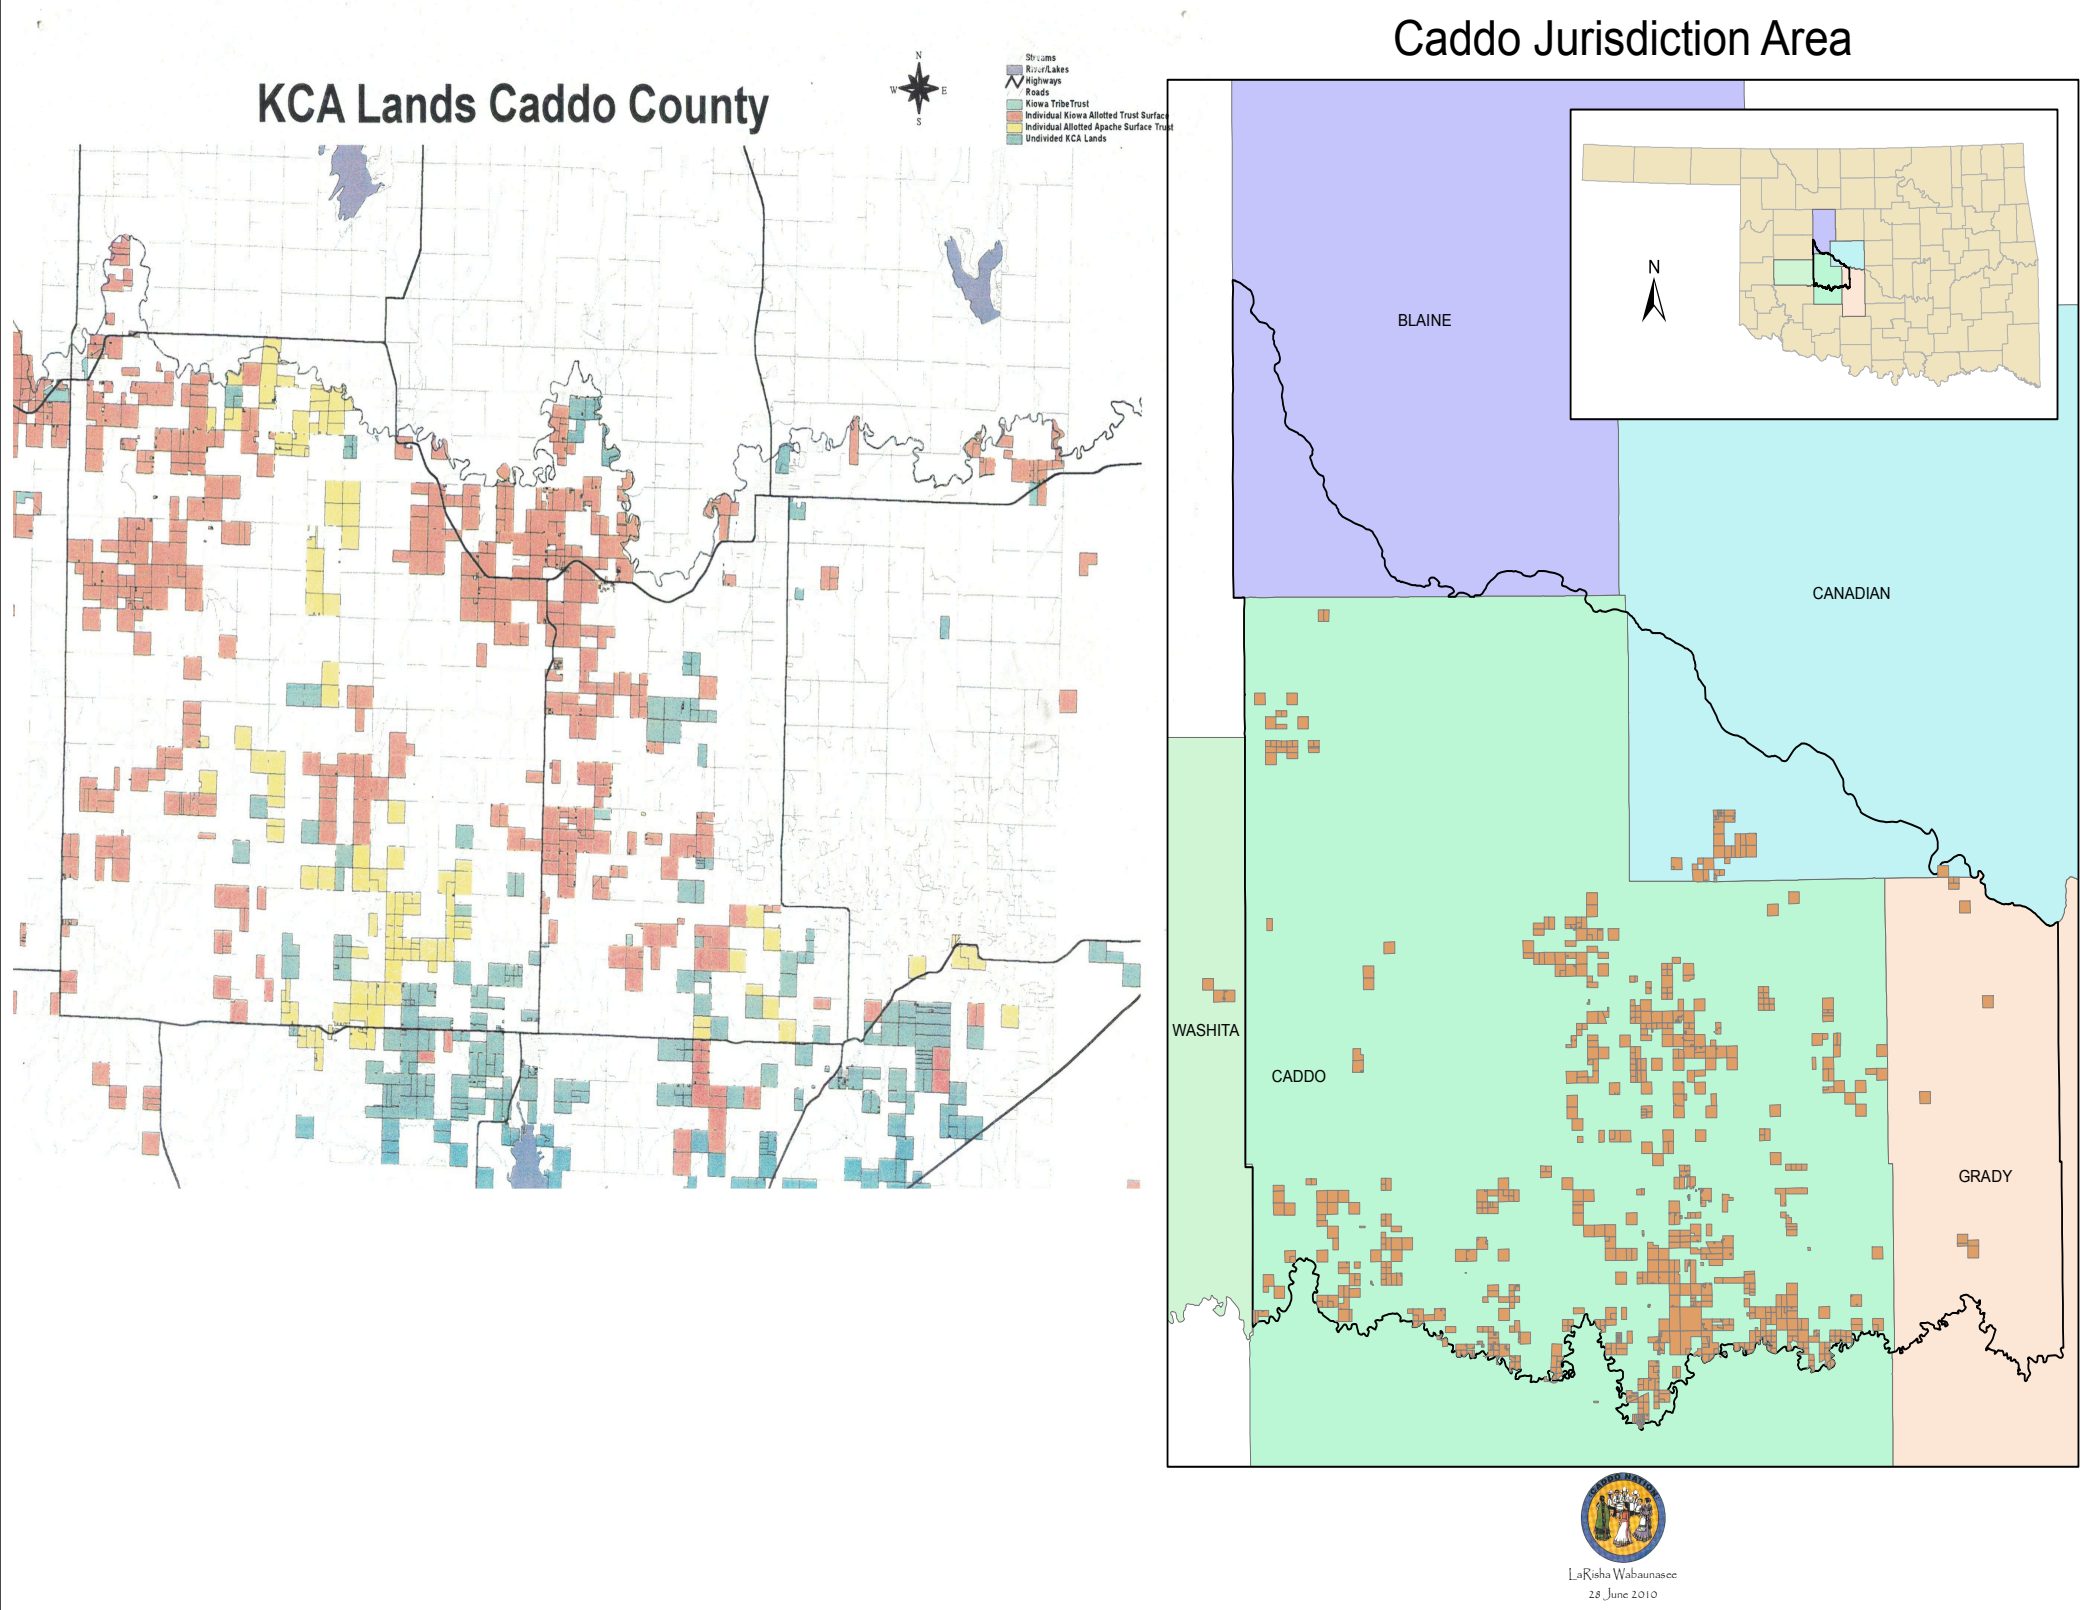 KCA Lands Caddo County
N
W
E
S
Streams
River/Lakes
Highways
Roads
Kiowa TribeTrust
Individual Kiowa Allotted Trust Surface
Individual Allotted Apache Surface Trust
Undivided KCA Lands
Caddo Jurisdiction Area
N
BLAINE
CANADIAN
WASHITA
CADDO
GRADY
CADDO NATION
LaRisha Wabaunasee
28 June 2010